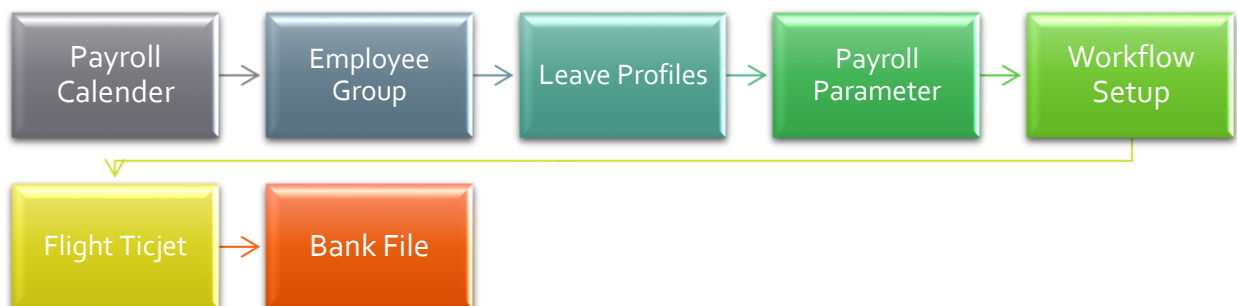 Payroll
Calender
Employee
Group
Leave Profiles
Payroll
Parameter
Workflow
Setup
Flight Ticjet
Bank File